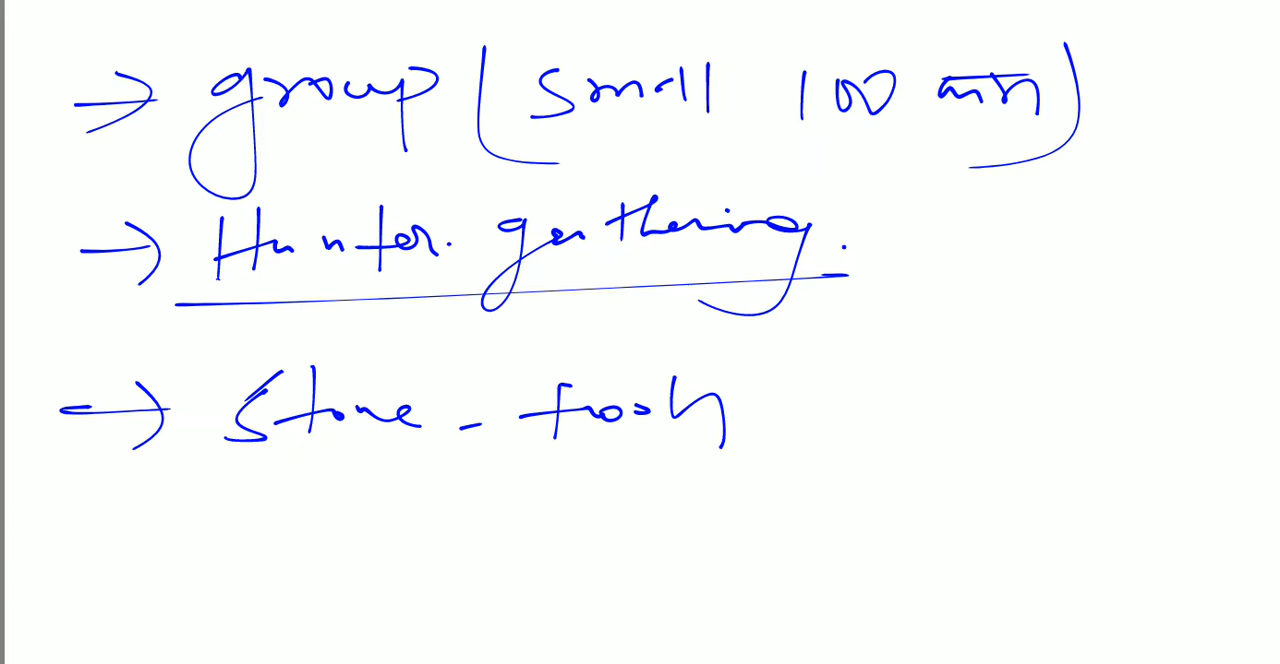 → group (small 100
→ Hunter. gathering.
→ Stone - tools